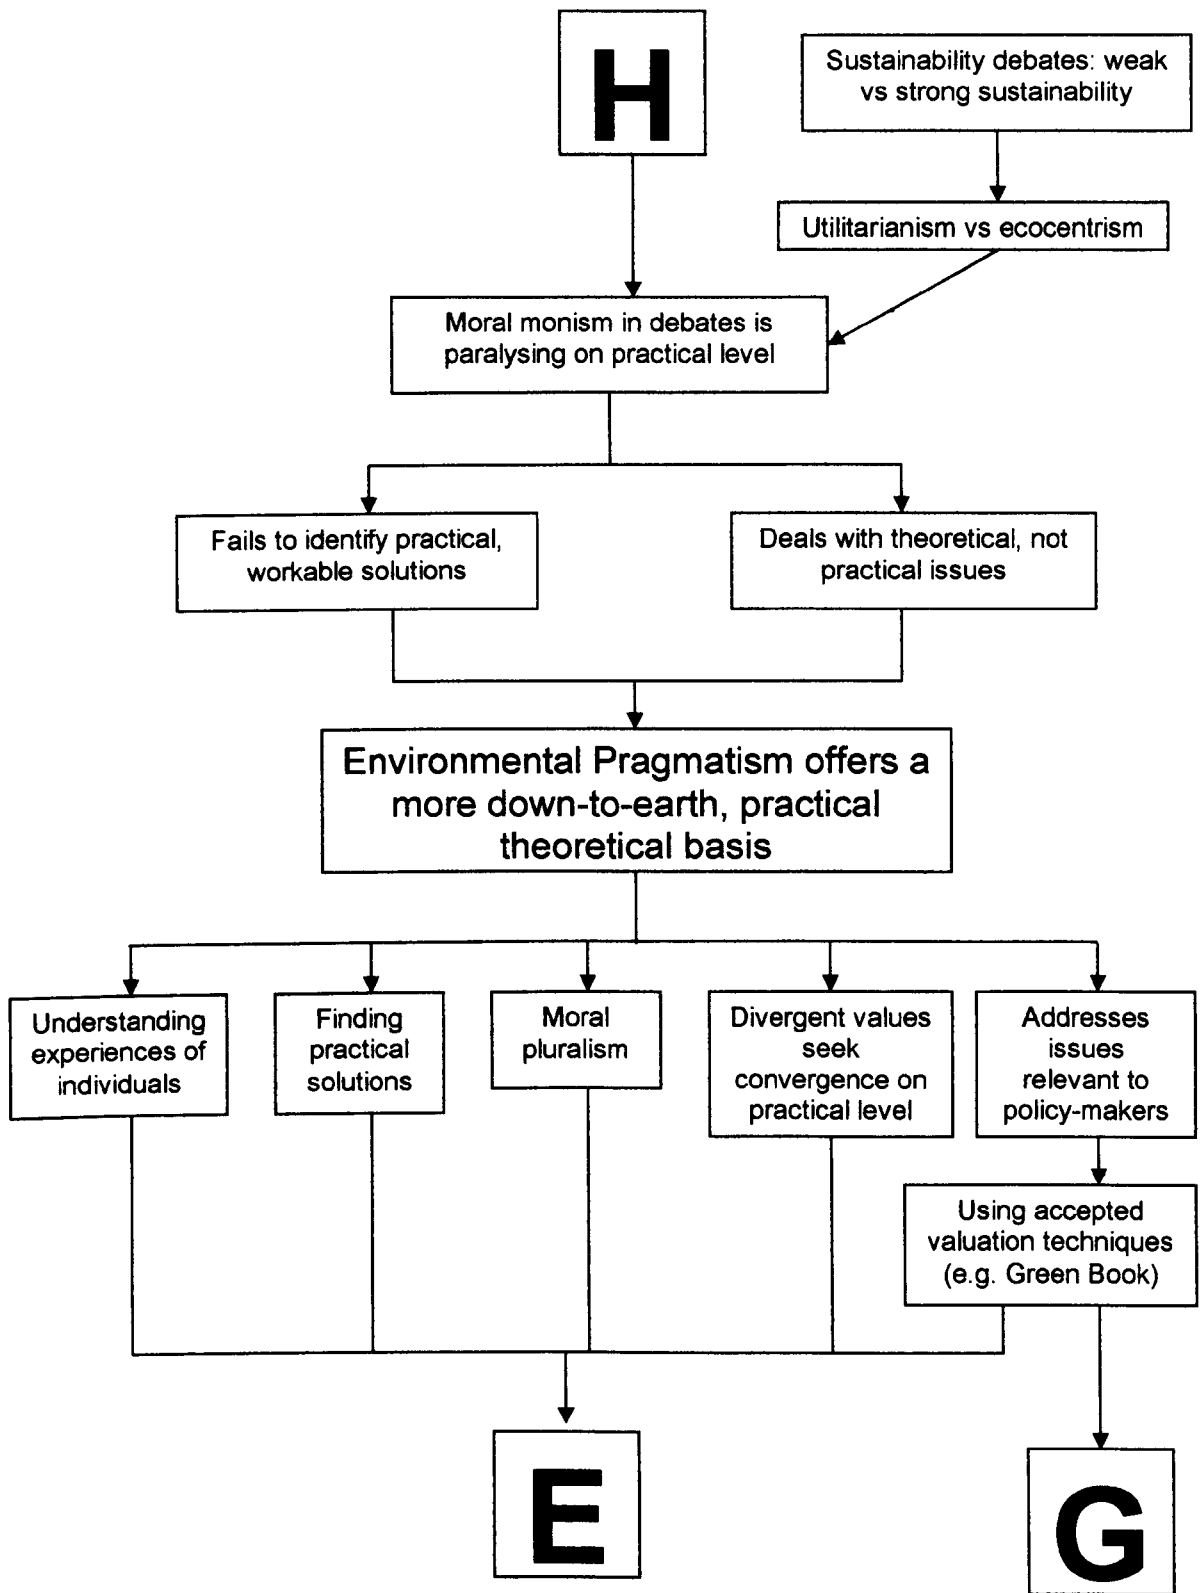 H
Sustainability debates: weak
vs strong sustainability
Utilitarianism vs ecocentrism
Moral monism in debates is
paralysing on practical level
Fails to identify practical,
workable solutions
Deals with theoretical, not
practical issues
Environmental Pragmatism offers a
more down-to-earth, practical
theoretical basis
Understanding
experiences of
individuals
Finding
practical
solutions
Moral
pluralism
Divergent values
seek
convergence on
practical level
Addresses
issues
relevant to
policy-makers
Using accepted
valuation techniques
(e.g. Green Book)
E
G